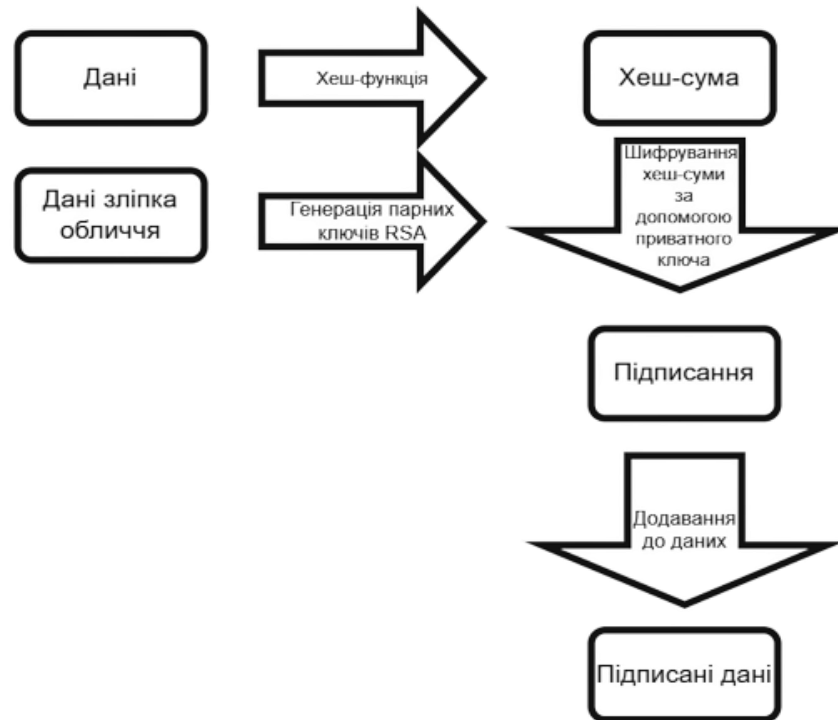 Дані
Хеш-функція
Хеш-сума
Дані зліпка
обличчя
Генерація парних
ключів RSA
Шифрування
хеш-суми
за
допомогою
приватного
ключа
Підписання
Додавання
до даних
Підписані дані